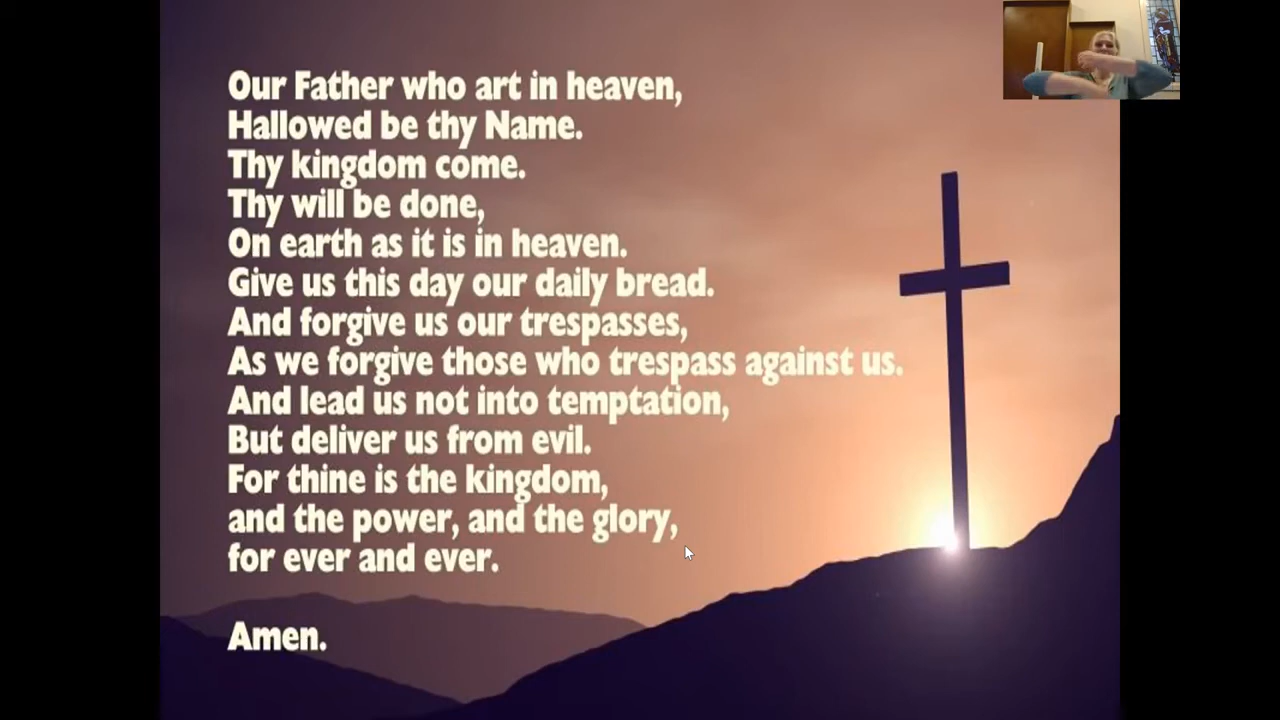 Our Father who art in heaven,
Hallowed be thy Name.
Thy kingdom come.
Thy will be done,
On earth as it is in heaven.
Give us this day our daily bread.
And forgive us our trespasses,
As we forgive those who trespass against us.
And lead us not into temptation,
But deliver us from evil.
For thine is the kingdom,
and the power, and the glory,
for ever and ever.
Amen.